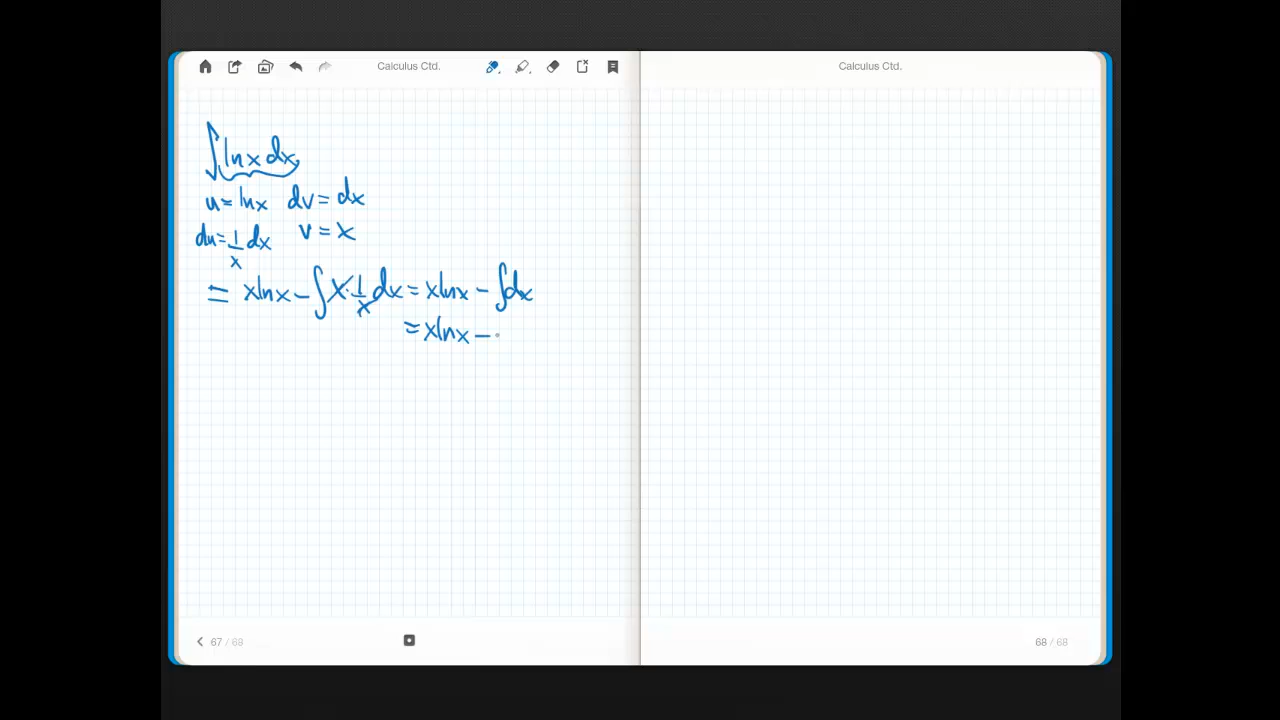 Calculus Ctd.
∫ ln x dx
u = ln x dv = dx
du = 1/x dx v = x
= x ln x - ∫ x · 1/x dx = x ln x - ∫ dx
= x ln x -
67 / 68
Calculus Ctd.
68 / 68